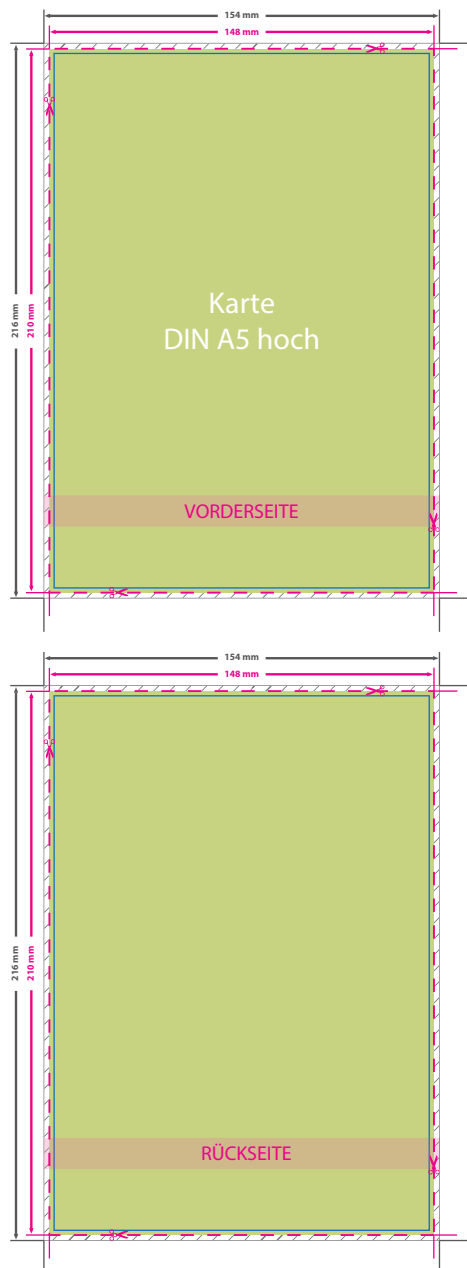 154 mm
148 mm
216 mm
210 mm
Karte
DIN A5 hoch
VORDERSEITE
154 mm
148 mm
216 mm
210 mm
RÜCKSEITE